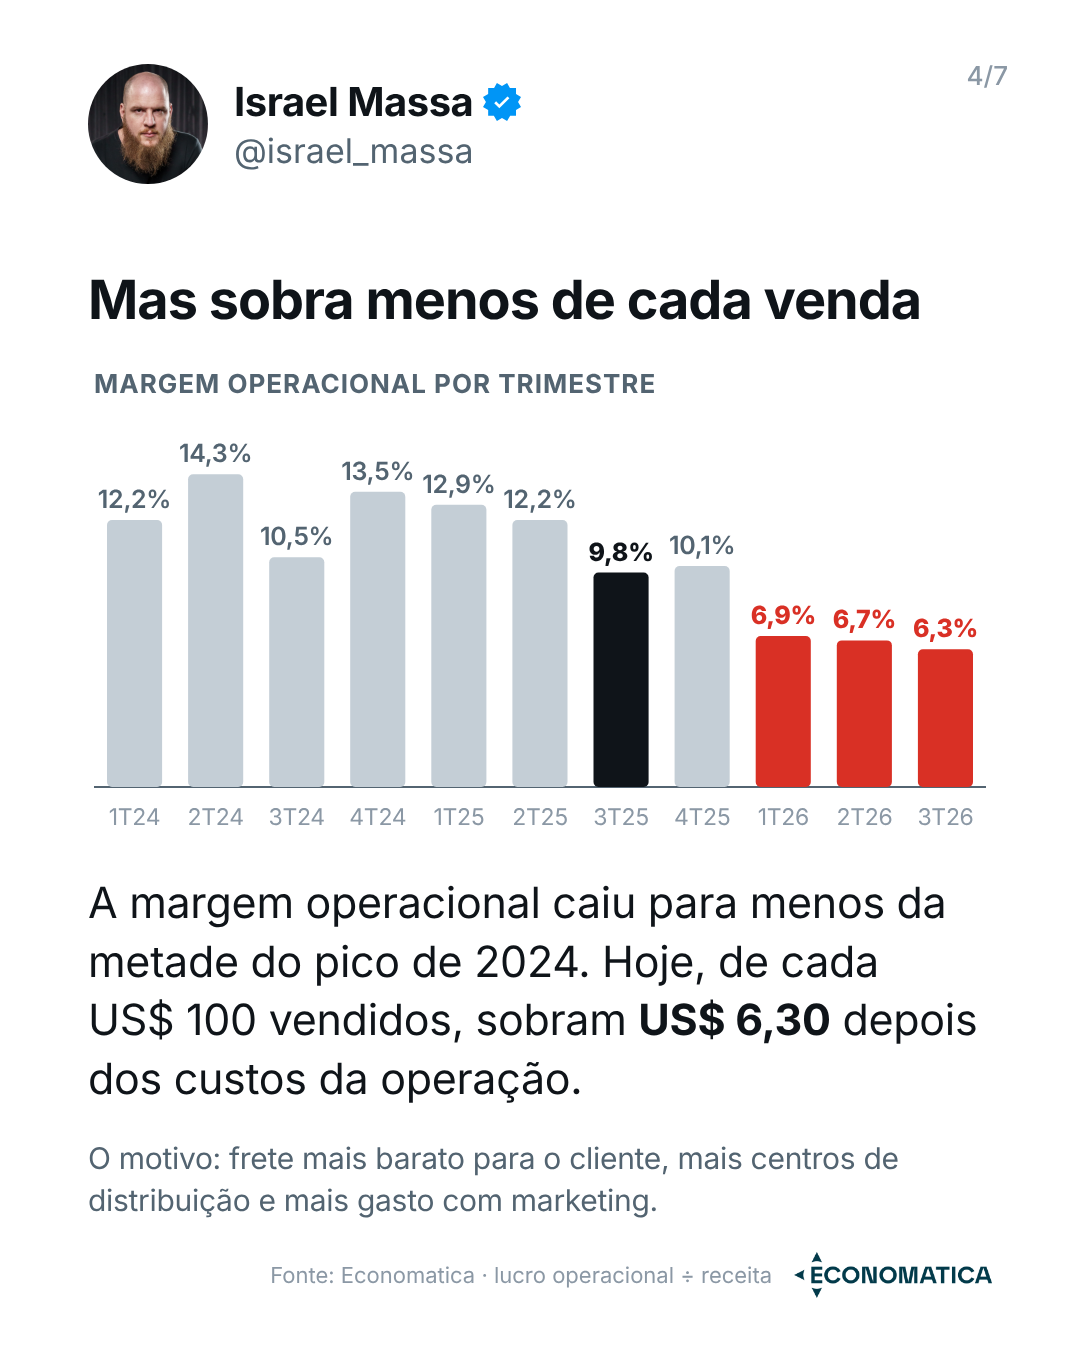 Israel Massa
@israel_massa
4/7
Mas sobra menos de cada venda
MARGEM OPERACIONAL POR TRIMESTRE
12,2% 14,3% 10,5% 13,5% 12,9% 12,2% 9,8% 10,1% 6,9% 6,7% 6,3%
1T24 2T24 3T24 4T24 1T25 2T25 3T25 4T25 1T26 2T26 3T26
A margem operacional caiu para menos da
metade do pico de 2024. Hoje, de cada
US$ 100 vendidos, sobram US$ 6,30 depois
dos custos da operação.
O motivo: frete mais barato para o cliente, mais centros de
distribuição e mais gasto com marketing.
Fonte: Economatica · lucro operacional ÷ receita
ECONOMATICA